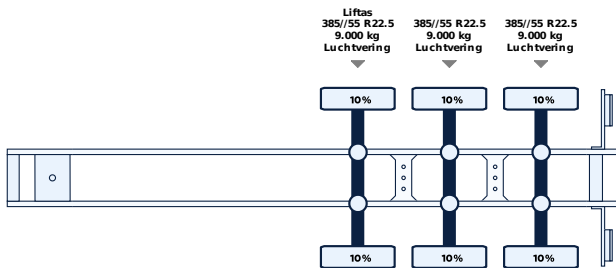 Liftas
385//55 R22.5
9.000 kg
Luchtvering
385//55 R22.5
9.000 kg
Luchtvering
385//55 R22.5
9.000 kg
Luchtvering
10%
10%
10%
10%
10%
10%